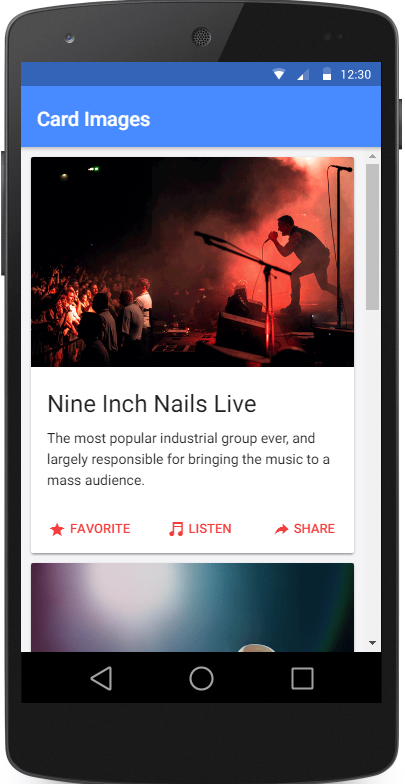 12:30
Card Images
Nine Inch Nails Live
The most popular industrial group ever, and
largely responsible for bringing the music to a
mass audience.
FAVORITE LISTEN SHARE